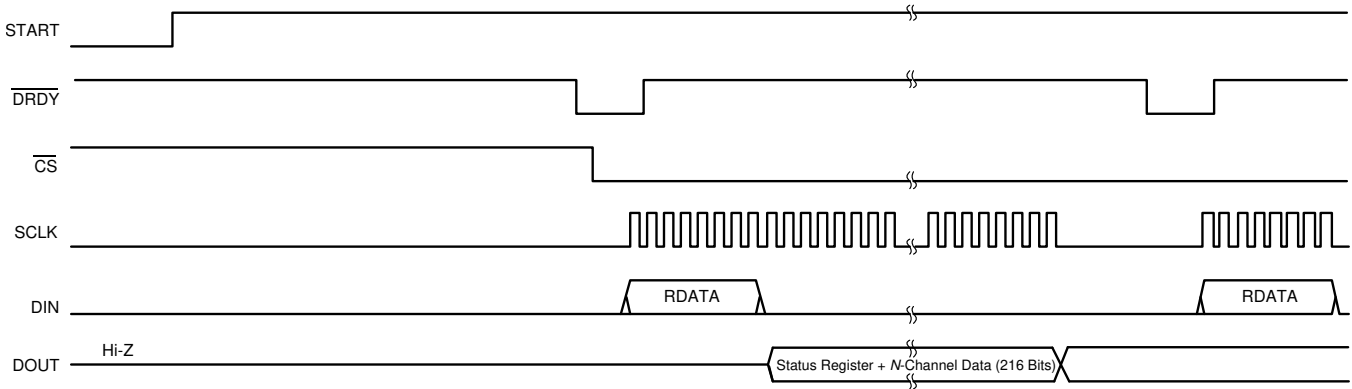 START
DRDY
CS
SCLK
DIN
RDATA
RDATA
DOUT
Hi-Z
Status Register + N-Channel Data (216 Bits)